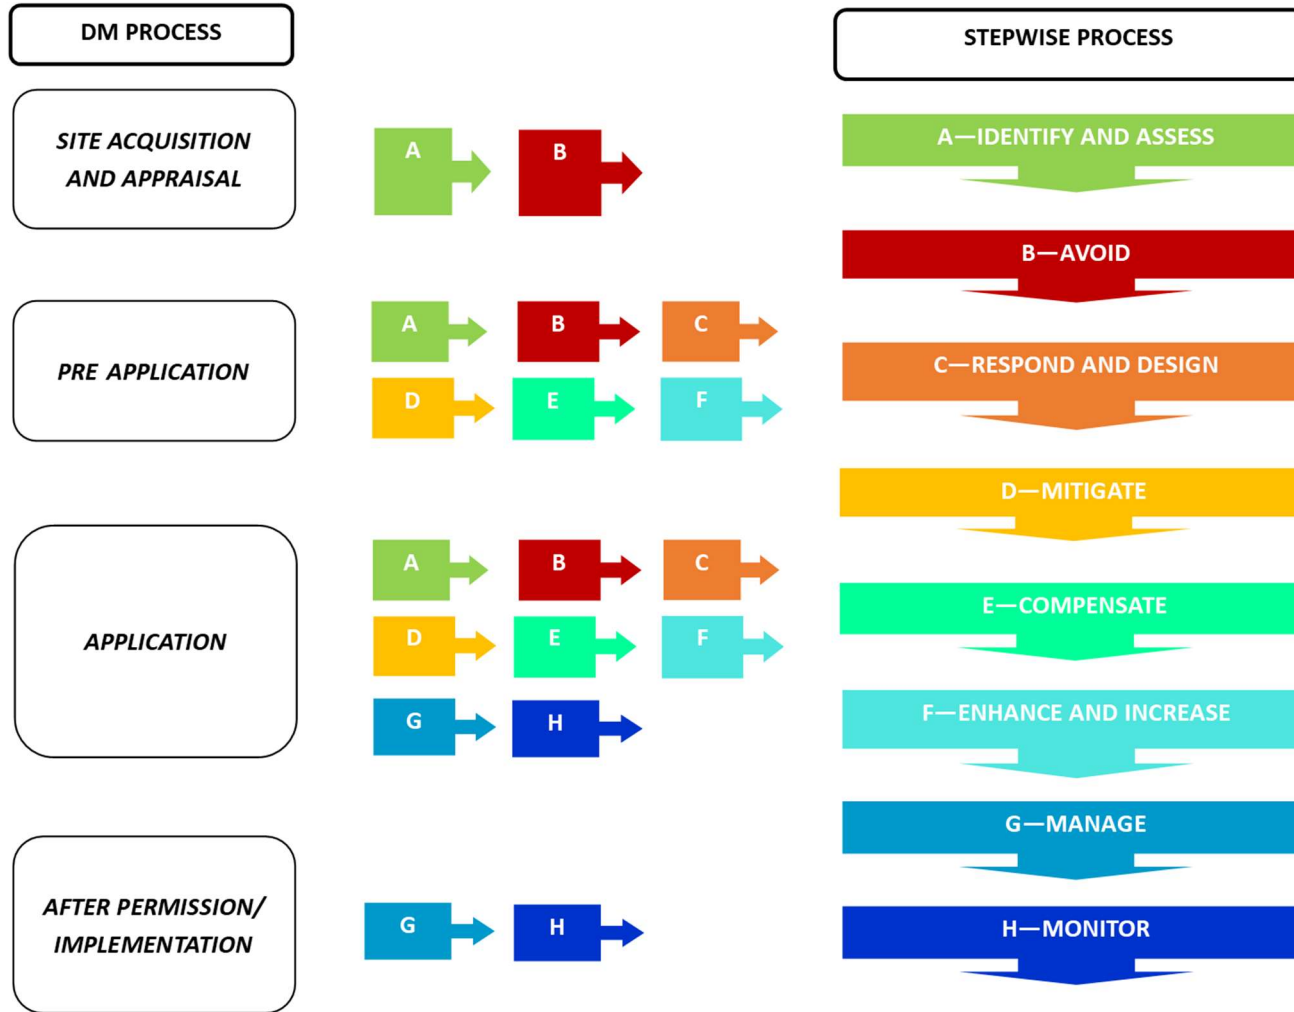 DM PROCESS
STEPWISE PROCESS
SITE ACQUISITION
AND APPRAISAL
A B
A—IDENTIFY AND ASSESS
B—AVOID
PRE APPLICATION
A B C
D E F
C—RESPOND AND DESIGN
D—MITIGATE
APPLICATION
A B C
D E F
G H
E—COMPENSATE
F—ENHANCE AND INCREASE
G—MANAGE
AFTER PERMISSION/
IMPLEMENTATION
G H
H—MONITOR